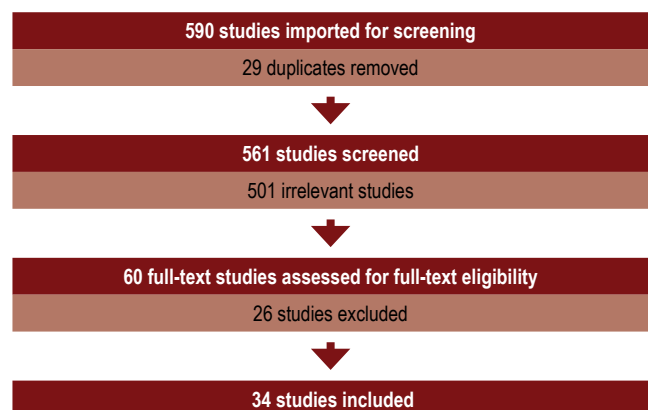 590 studies imported for screening
29 duplicates removed
561 studies screened
501 irrelevant studies
60 full-text studies assessed for full-text eligibility
26 studies excluded
34 studies included